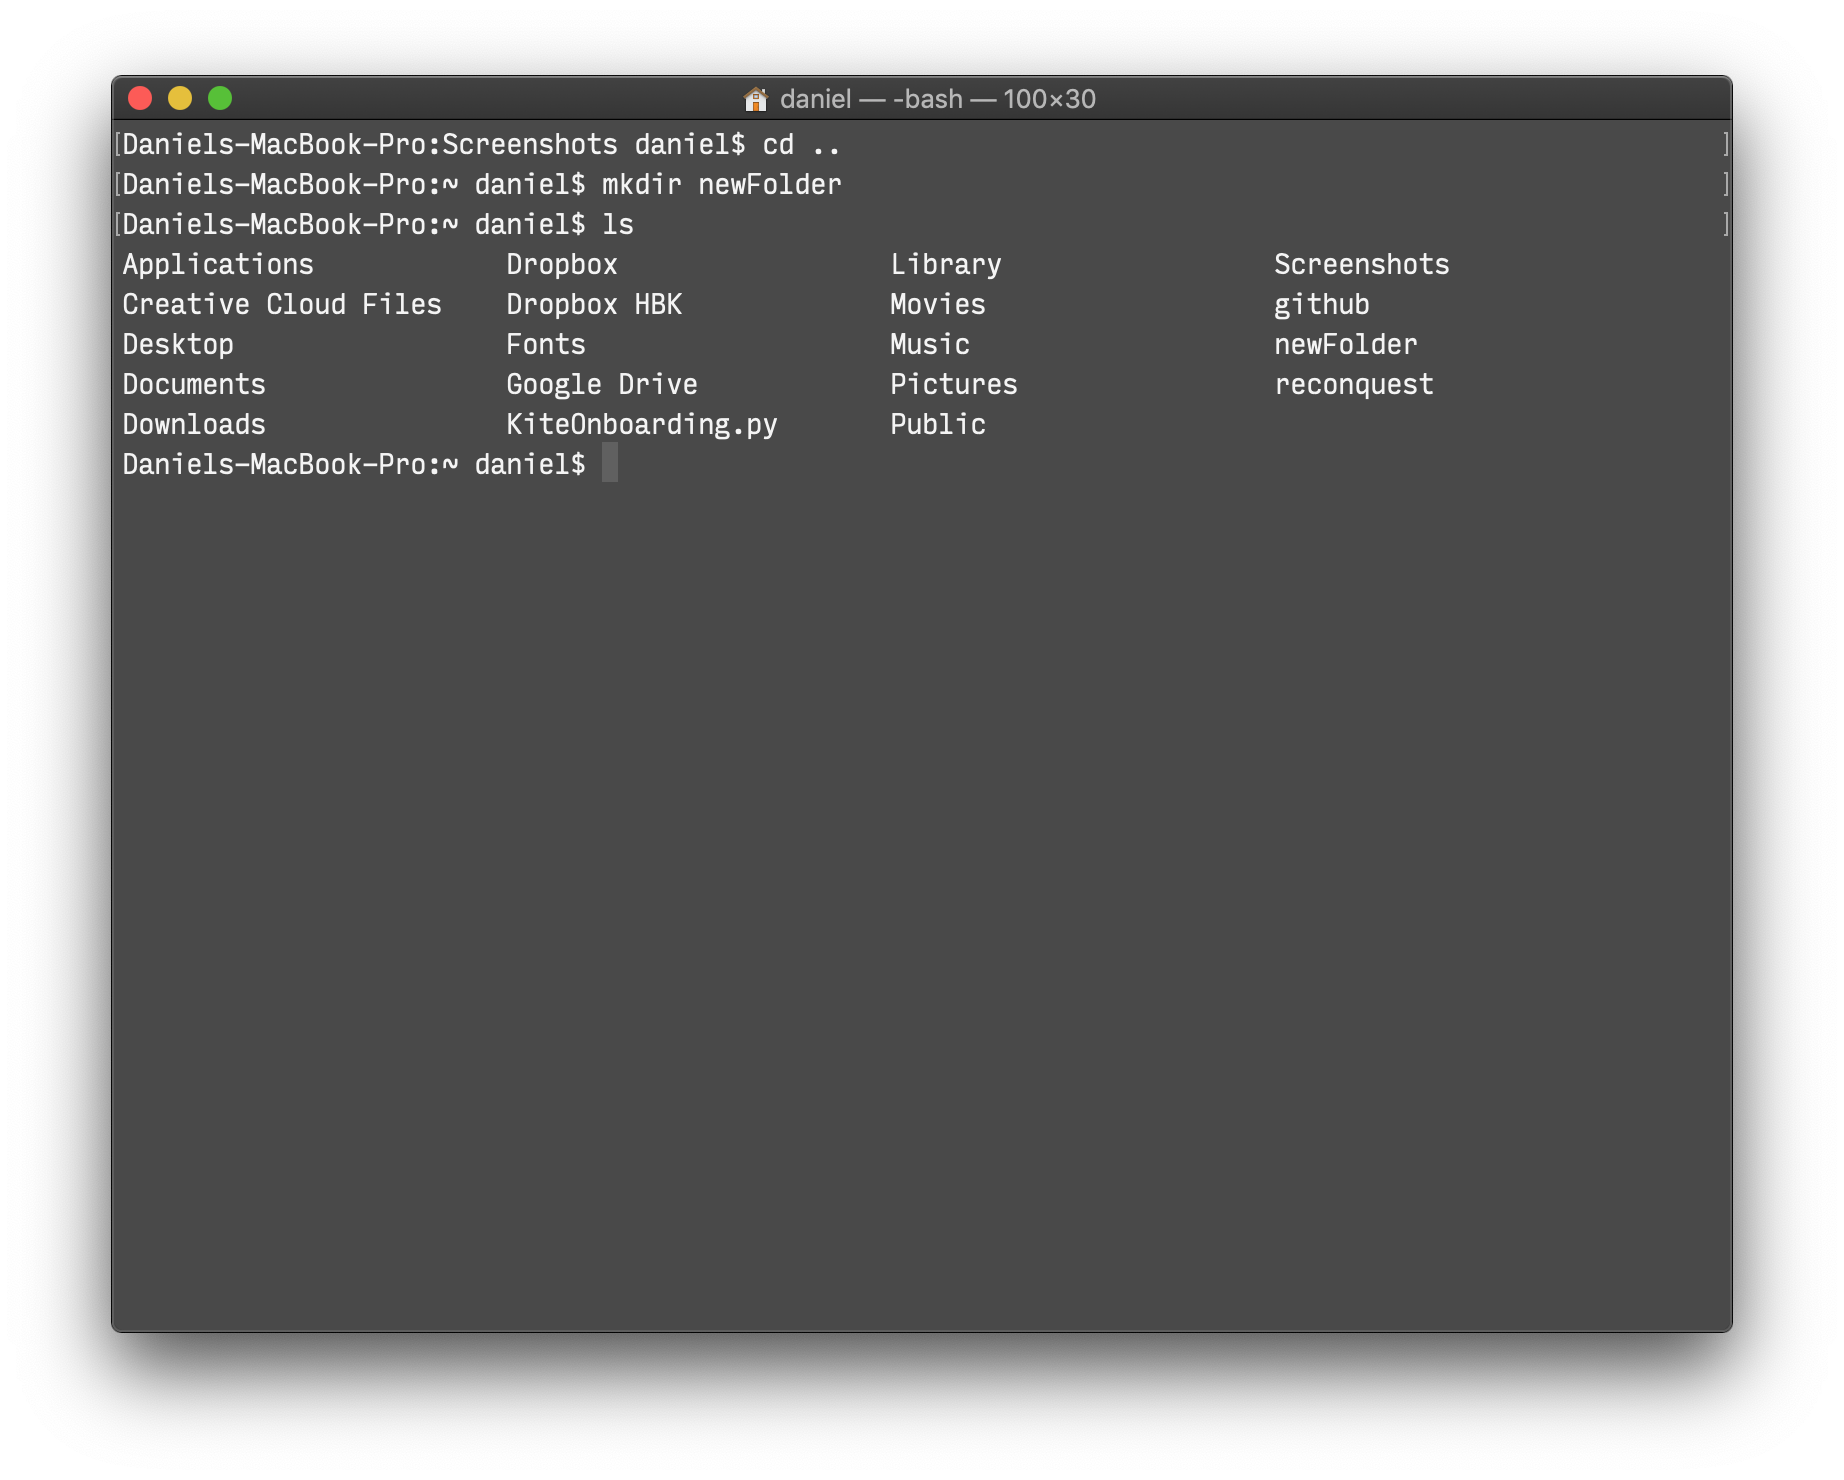 daniel — -bash — 100×30
[Daniels-MacBook-Pro:Screenshots daniel$ cd .. ]
[Daniels-MacBook-Pro:~ daniel$ mkdir newFolder ]
[Daniels-MacBook-Pro:~ daniel$ ls ]
Applications Dropbox Library Screenshots
Creative Cloud Files Dropbox HBK Movies github
Desktop Fonts Music newFolder
Documents Google Drive Pictures reconquest
Downloads KiteOnboarding.py Public
Daniels-MacBook-Pro:~ daniel$